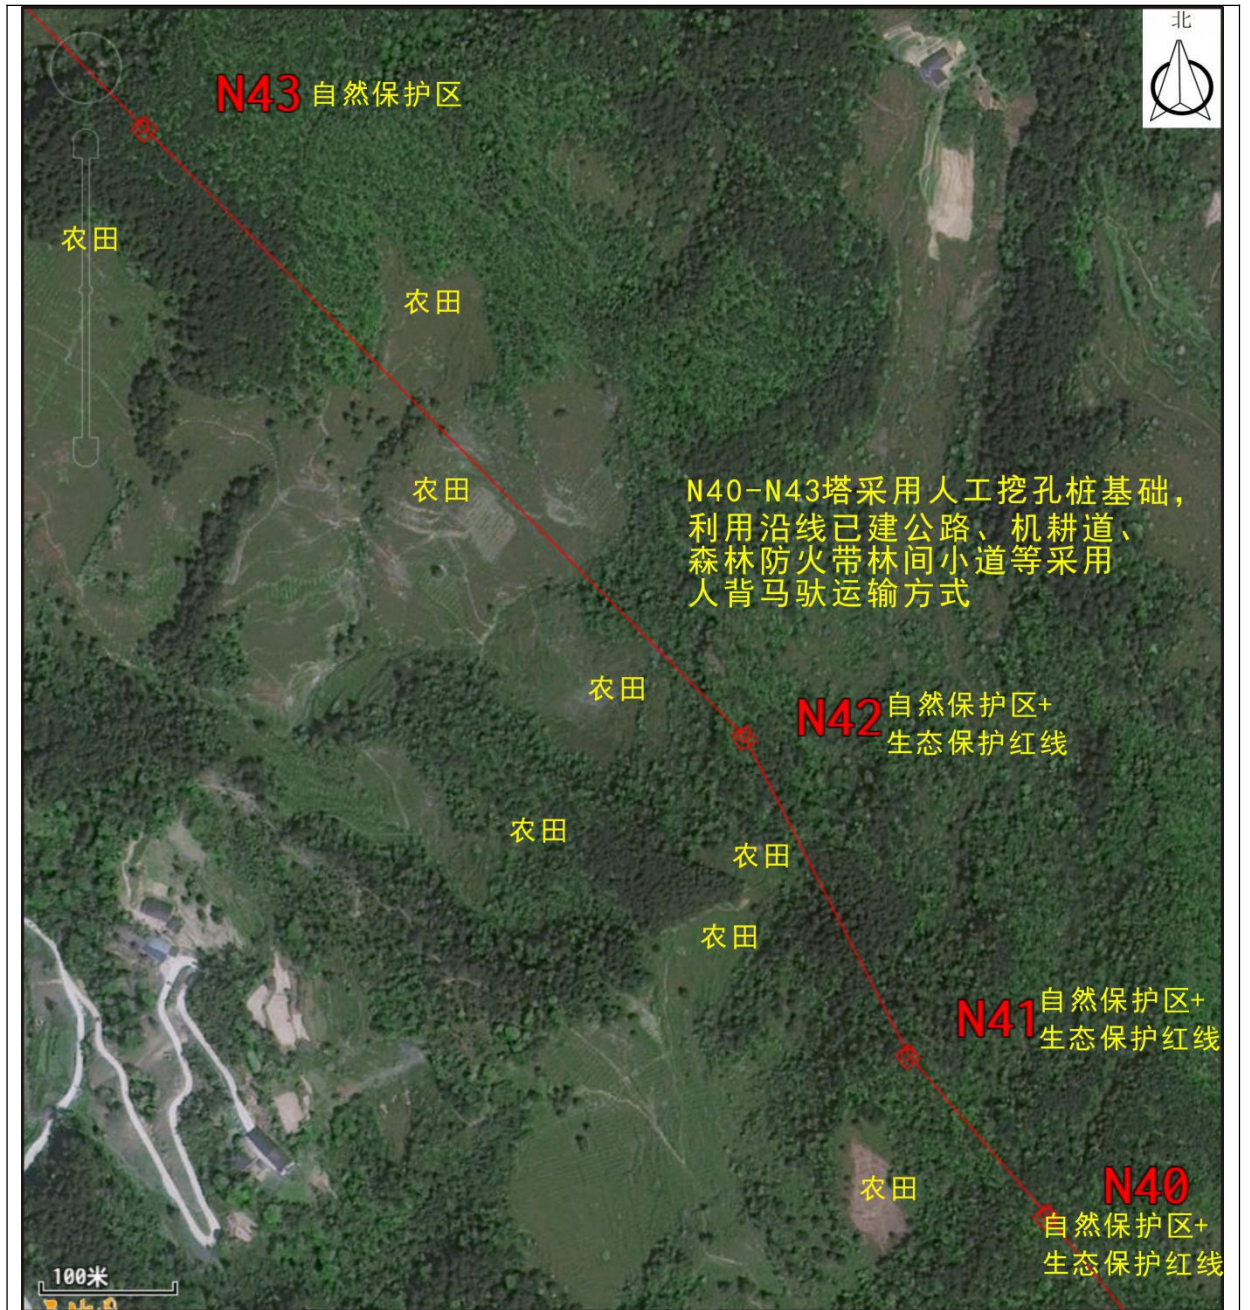 北
N43 自然保护区
农田
农田
农田
N40-N43塔采用人工挖孔桩基础，
利用沿线已建公路、机耕道、
森林防火带林间小道等采用
人背马驮运输方式
农田
N42 自然保护区+
生态保护红线
农田
农田
农田
N41 自然保护区+
生态保护红线
农田
N40
自然保护区+
生态保护红线
100米